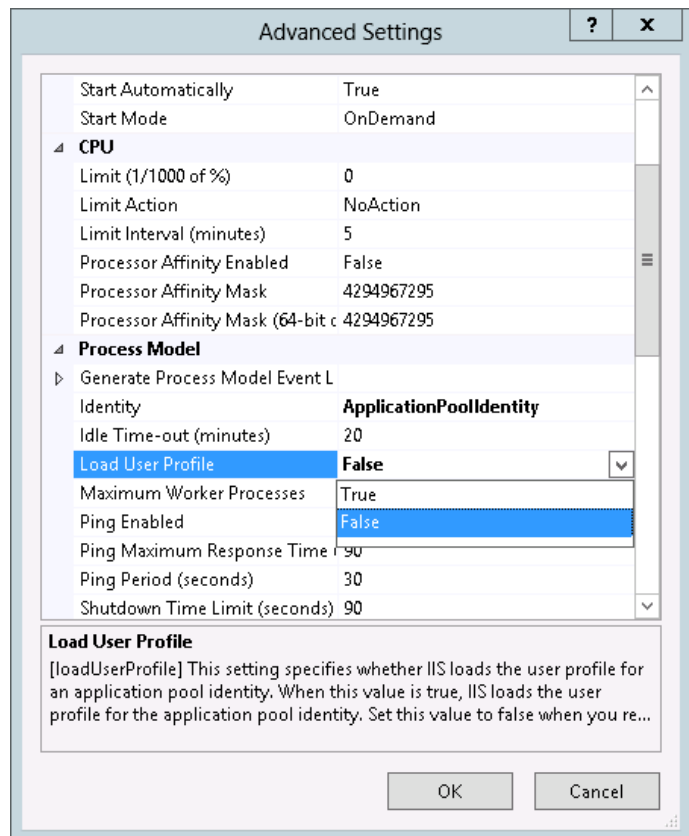 Advanced Settings
? x
Start Automatically True
Start Mode OnDemand
CPU
Limit (1/1000 of %) 0
Limit Action NoAction
Limit Interval (minutes) 5
Processor Affinity Enabled False
Processor Affinity Mask 4294967295
Processor Affinity Mask (64-bit c 4294967295
Process Model
Generate Process Model Event L
Identity ApplicationPoolIdentity
Idle Time-out (minutes) 20
Load User Profile False
Maximum Worker Processes True
Ping Enabled False
Ping Maximum Response Time ( 90
Ping Period (seconds) 30
Shutdown Time Limit (seconds) 90
Load User Profile
[loadUserProfile] This setting specifies whether IIS loads the user profile for
an application pool identity. When this value is true, IIS loads the user
profile for the application pool identity. Set this value to false when you re...
OK Cancel